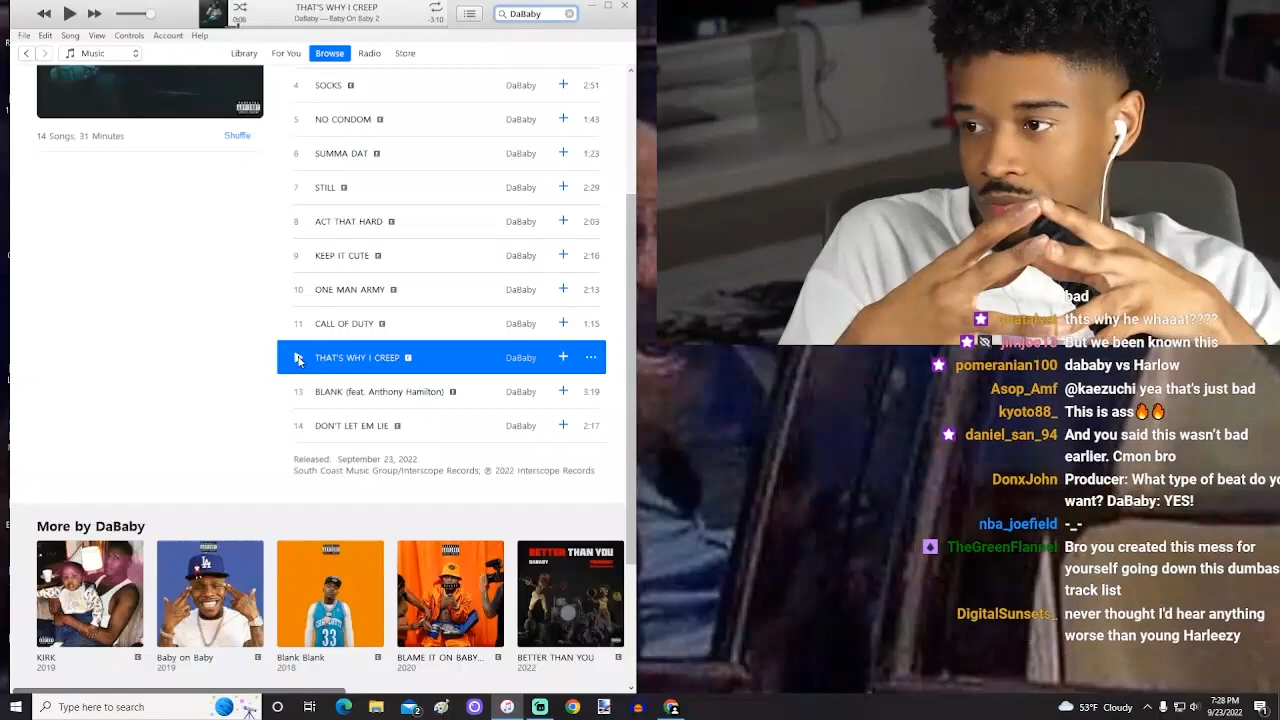 THAT'S WHY I CREEP
0:06
DaBaby — Baby On Baby 2
-3:10
DaBaby
File Edit Song View Controls Account Help
Music
Library For You Browse Radio Store
4 SOCKS E DaBaby + 2:51
5 NO CONDOM E DaBaby + 1:43
6 SUMMA DAT E DaBaby + 1:23
7 STILL E DaBaby + 2:29
8 ACT THAT HARD E DaBaby + 2:03
9 KEEP IT CUTE E DaBaby + 2:16
10 ONE MAN ARMY E DaBaby + 2:13
11 CALL OF DUTY E DaBaby + 1:15
THAT'S WHY I CREEP E DaBaby + ...
13 BLANK (feat. Anthony Hamilton) E DaBaby + 3:19
14 DON'T LET EM LIE E DaBaby + 2:17
14 Songs, 31 Minutes
Shuffle
Released: September 23, 2022
South Coast Music Group/Interscope Records; ℗ 2022 Interscope Records
More by DaBaby
BETTER THAN YOU
DABABY
33
KIRK E
2019
Baby on Baby E
2019
Blank Blank E
2018
BLAME IT ON BABY... E
2020
BETTER THAN YOU E
2022
bad
thts why he whaaat????
But we been known this
pomeranian100 dababy vs Harlow
Asop_Amf @kaezuchi yea that's just bad
kyoto88_ This is ass🔥🔥
daniel_san_94 And you said this wasn't bad
earlier. Cmon bro
DonxJohn Producer: What type of beat do yo
want? DaBaby: YES!
nba_joefield -_-
TheGreenFlannel Bro you created this mess for
yourself going down this dumbas
track list
DigitalSunsets_ never thought I'd hear anything
worse than young Harleezy
Type here to search
53°F Cloudy
7:28 PM
9/23/2022